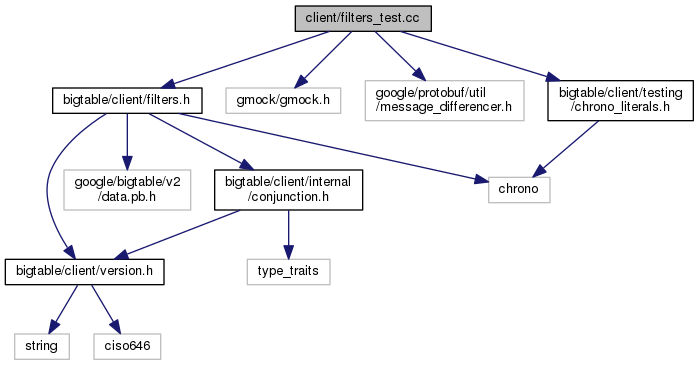 client/filters_test.cc
bigtable/client/filters.h
gmock/gmock.h
google/protobuf/util
/message_differencer.h
bigtable/client/testing
/chrono_literals.h
google/bigtable/v2
/data.pb.h
bigtable/client/internal
/conjunction.h
chrono
bigtable/client/version.h
type_traits
string
ciso646